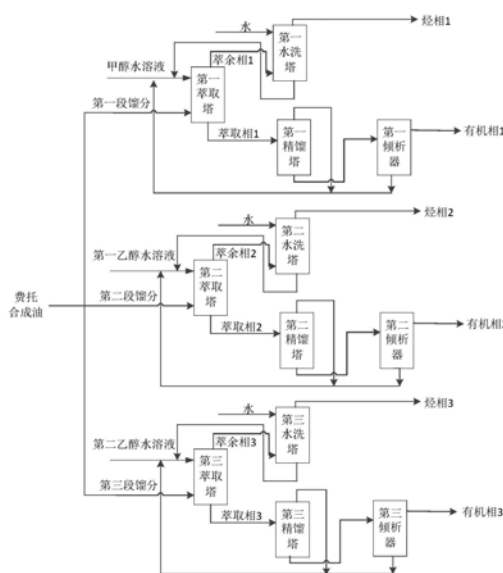 水
第一水洗塔
烃相1
甲醇水溶液
萃余相1
第一萃取塔
第一段馏分
萃取相1
第一精馏塔
第一倾析器
有机相1
水
第二水洗塔
烃相2
第一乙醇水溶液
萃余相2
第二萃取塔
费托
合成油
第二段馏分
萃取相2
第二精馏塔
第二倾析器
有机相2
水
第三水洗塔
烃相3
第二乙醇水溶液
萃余相3
第三萃取塔
第三段馏分
萃取相3
第三精馏塔
第三倾析器
有机相3